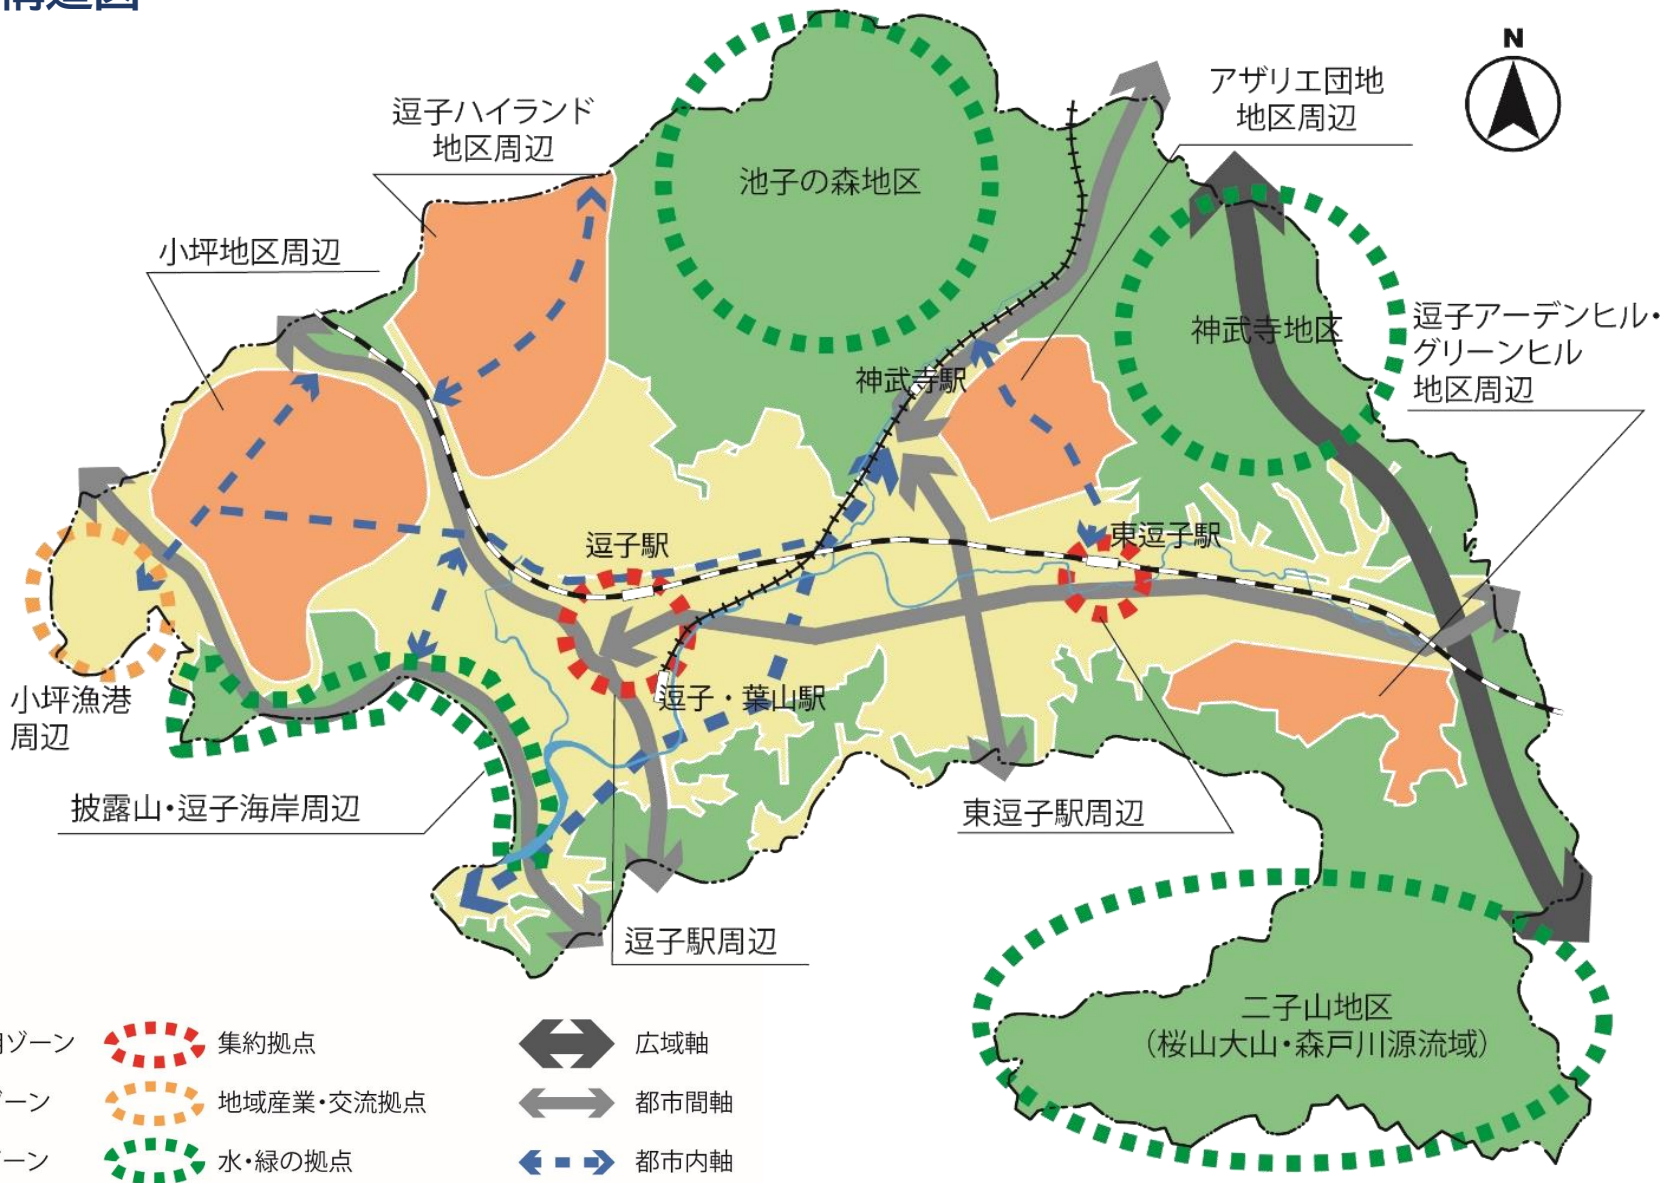 構造図
N
アザリエ団地
地区周辺
逗子ハイランド
地区周辺
池子の森地区
小坪地区周辺
神武寺地区
逗子アーデンヒル・
グリーンヒル
地区周辺
神武寺駅
逗子駅
東逗子駅
小坪漁港
周辺
逗子・葉山駅
披露山・逗子海岸周辺
東逗子駅周辺
逗子駅周辺
二子山地区
（桜山大山・森戸川源流域）
ゾーン
集約拠点
広域軸
ゾーン
地域産業・交流拠点
都市間軸
ゾーン
水・緑の拠点
都市内軸